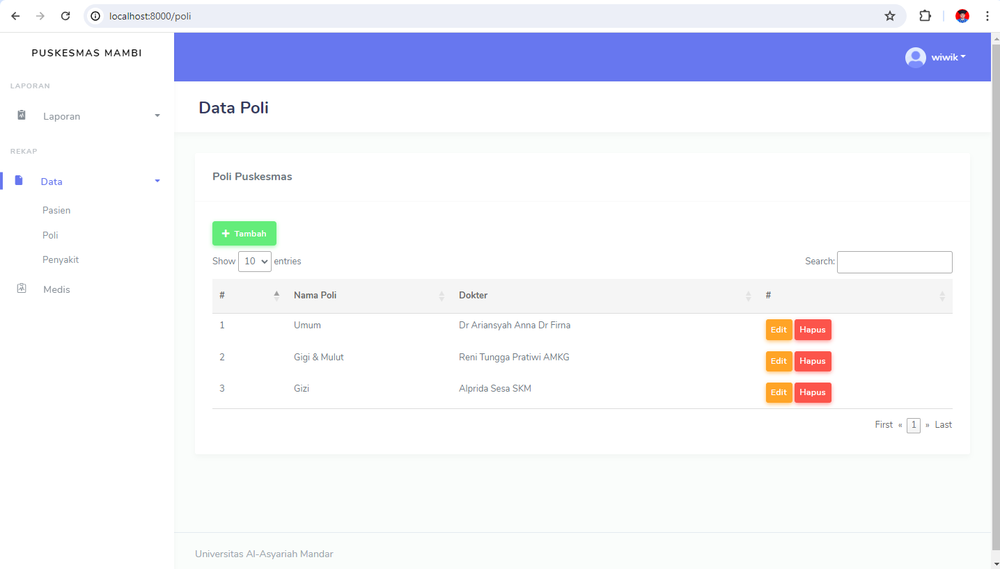 localhost:8000/poli
PUSKESMAS MAMBI
wiwik
LAPORAN
Laporan
REKAP
Data
Pasien
Poli
Penyakit
Medis
Data Poli
Poli Puskesmas
+ Tambah
Show 10 entries
Search:
# Nama Poli Dokter #
1 Umum Dr Ariansyah Anna Dr Firna Edit Hapus
2 Gigi & Mulut Reni Tungga Pratiwi AMKG Edit Hapus
3 Gizi Alprida Sesa SKM Edit Hapus
First « 1 » Last
Universitas Al-Asyariah Mandar